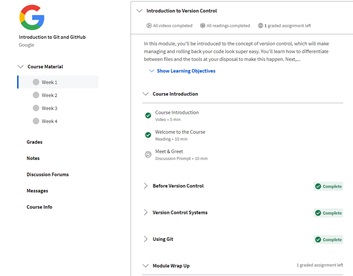 Introduction to Git and GitHub
Google
Course Material
Week 1
Week 2
Week 3
Week 4
Grades
Notes
Discussion Forums
Messages
Course Info
Introduction to Version Control
All videos completed
All readings completed
1 graded assignment left
In this module, you'll be introduced to the concept of version control, which will make
managing and rolling back your code look super easy. You'll learn how to differentiate
between files and the tools at your disposal to make this happen. Next,...
Show Learning Objectives
Course Introduction
Course Introduction
Video • 5 min
Welcome to the Course
Reading • 10 min
Meet & Greet
Discussion Prompt • 10 min
Before Version Control
Complete
Version Control Systems
Complete
Using Git
Complete
Module Wrap Up
1 graded assignment left